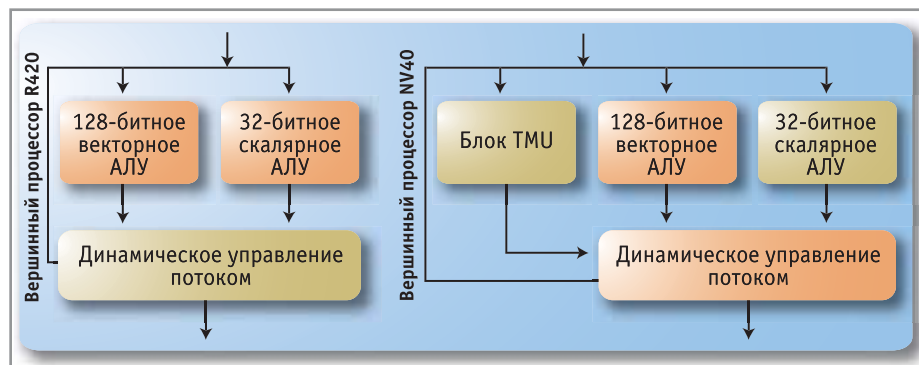 Вершинный процессор R420
128-битное
векторное
АЛУ
32-битное
скалярное
АЛУ
Динамическое управление
потоком
Вершинный процессор NV40
Блок TMU
128-битное
векторное
АЛУ
32-битное
скалярное
АЛУ
Динамическое управление
потоком